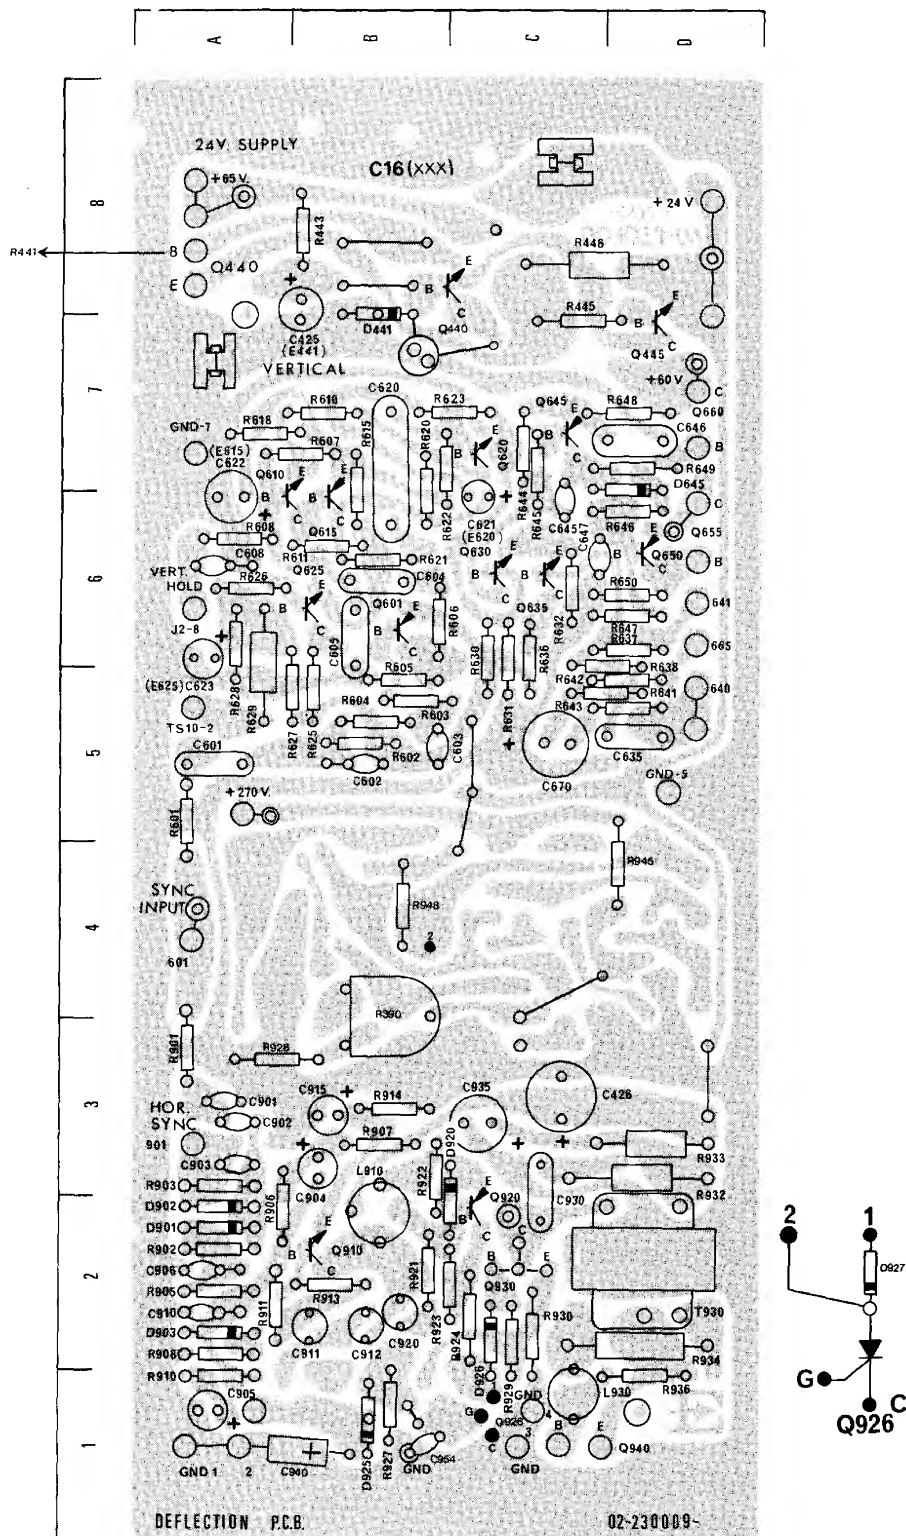 A B C D
24V. SUPPLY
C16(XXX)
8
+65V.
+24V
R443
R441
B
Q440
R446
E
E
B
C
R445
B
E
C
D441
Q440
C425
(E441)
Q445
VERTICAL
+60V
C
7
C620
R616
R623
Q645
R648
Q660
R618
GND-7
R615
R620
E
C646
(E615)
R607
B
Q620
B
C622
Q610
E
C
R649
D645
B
B
R644
C
C
C
R622
C621
R645
C645
R646
Q655
R608
Q615
(E620)
C647
C608
R611
R621
Q630
E
B
Q650
B
VERT.
HOLD
R626
Q625
C604
6
E
Q601
B
C
R650
B
C605
B
R606
Q635
R632
641
J2-8
C
C
R647
R637
665
R628
R630
R636
R638
(E625)C623
R605
R642
640
R629
R604
R641
R603
R631
R643
TS10-2
R627
R625
C601
R602
C603
C635
5
C602
C670
GND-5
+270V.
R601
R946
SYNC
INPUT
R948
4
2
601
R390
R901
R928
3
C915
R914
C935
C426
C901
HOR.
SYNC
C902
R907
D920
901
R933
C903
L910
R922
R903
C904
Q920
C930
R932
D902
R906
E
D901
B
E
B
C
2
1
R902
Q910
B
E
D927
C906
C
R921
Q930
2
R905
R913
C910
R911
R923
R930
T930
D903
C911
C912
C920
R924
R934
R908
D926
R929
R910
GND
L930
R936
G
C905
G
Q926
4
B
E
C
Q926
C
3
Q940
1
GND 1
2
C940
D925
R927
GND
C954
GND
DEFLECTION P.C.B.
02-230009-